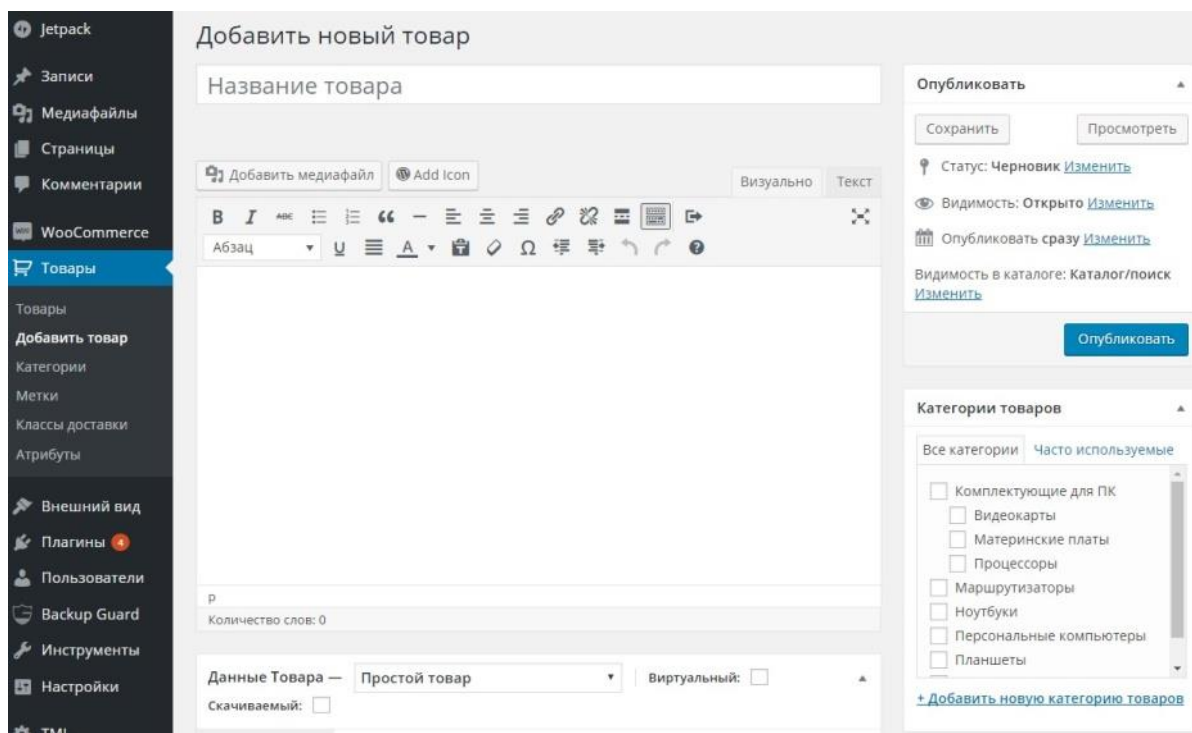 Jetpack
Записи
Медиафайлы
Страницы
Комментарии
WooCommerce
Товары
Товары
Добавить товар
Категории
Метки
Классы доставки
Атрибуты
Внешний вид
Плагины 4
Пользователи
Backup Guard
Инструменты
Настройки
Добавить новый товар
Название товара
Добавить медиафайл
Add Icon
Визуально Текст
B I ABC
Абзац U A Ω
p
Количество слов: 0
Данные Товара — Простой товар Виртуальный:
Скачиваемый:
Опубликовать
Сохранить Просмотреть
Статус: Черновик Изменить
Видимость: Открыто Изменить
Опубликовать сразу Изменить
Видимость в каталоге: Каталог/поиск
Изменить
Опубликовать
Категории товаров
Все категории Часто используемые
Комплектующие для ПК
Видеокарты
Материнские платы
Процессоры
Маршрутизаторы
Ноутбуки
Персональные компьютеры
Планшеты
+ Добавить новую категорию товаров